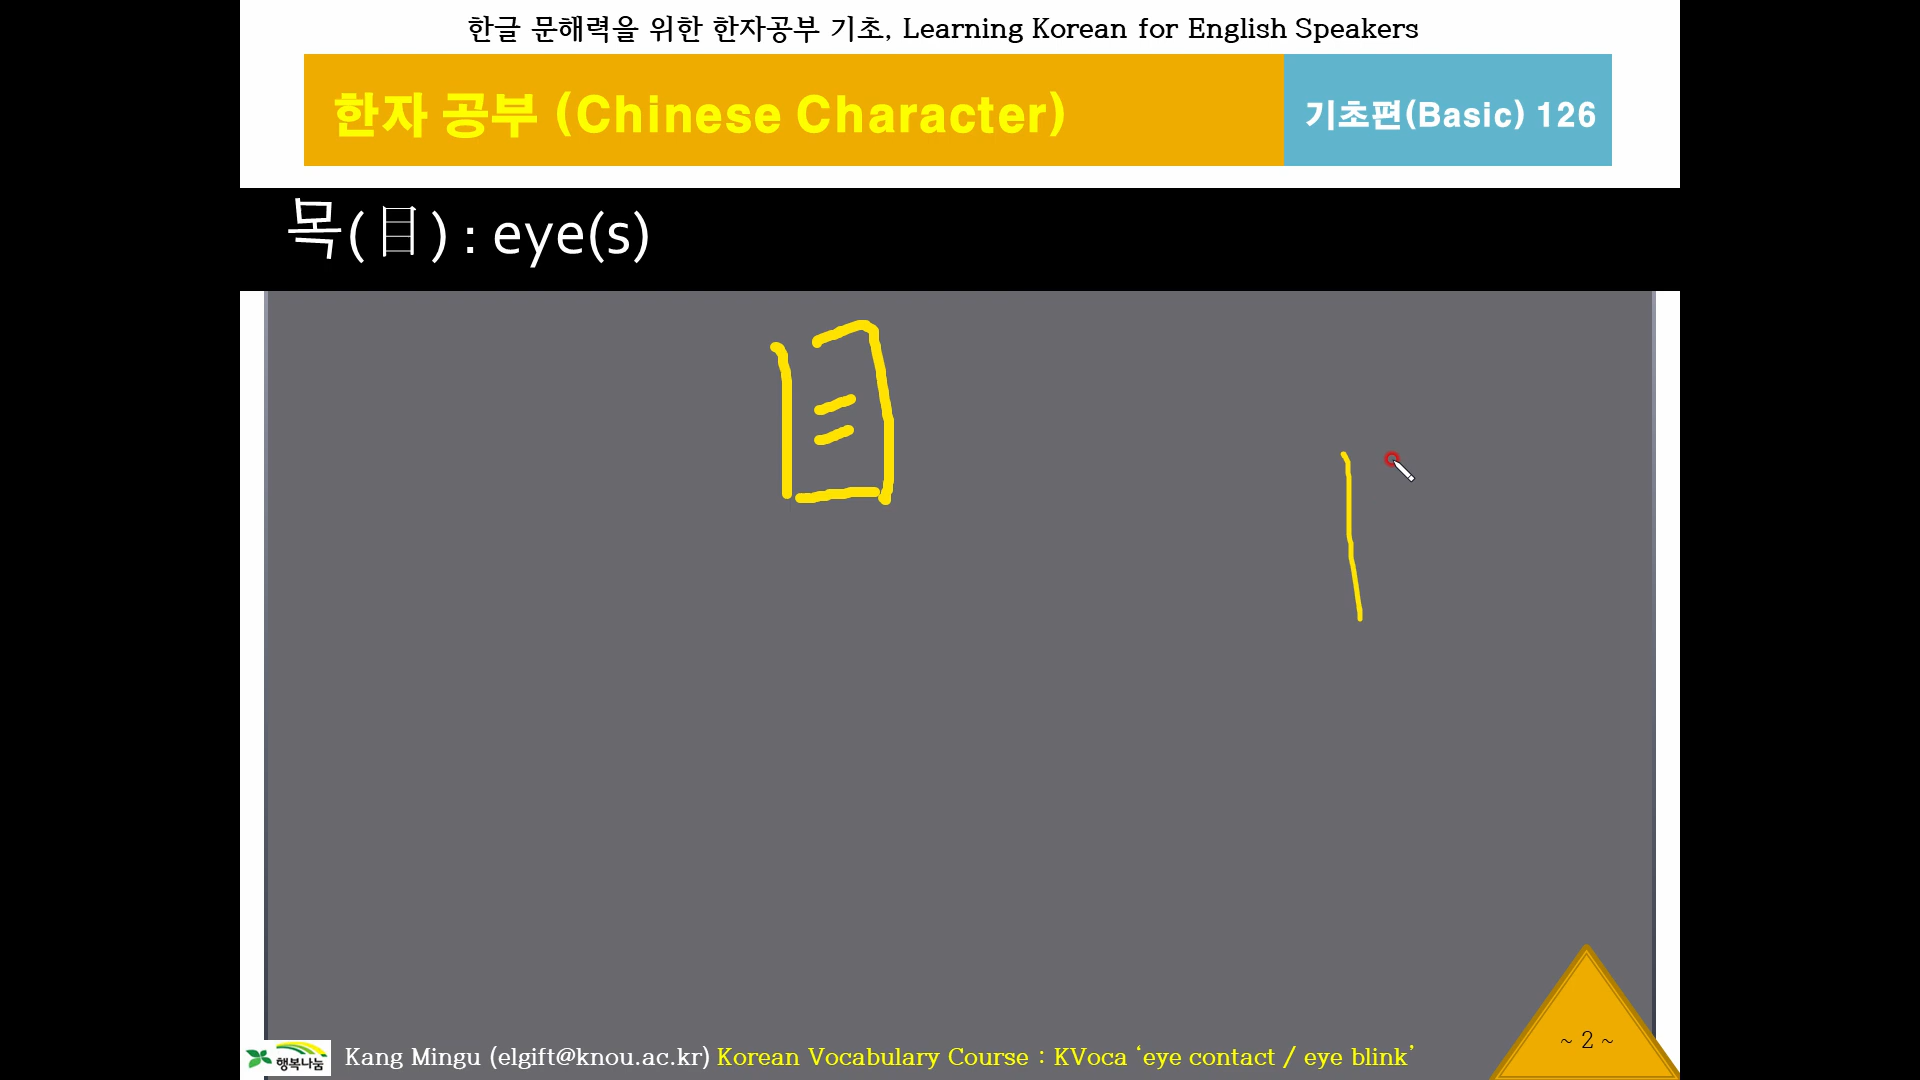 한글 문해력을 위한 한자공부 기초, Learning Korean for English Speakers
한자 공부 (Chinese Character)
기초편(Basic) 126
목(目) : eye(s)
目
~ 2 ~
행복나눔
Kang Mingu (elgift@knou.ac.kr) Korean Vocabulary Course : KVoca ‘eye contact / eye blink’